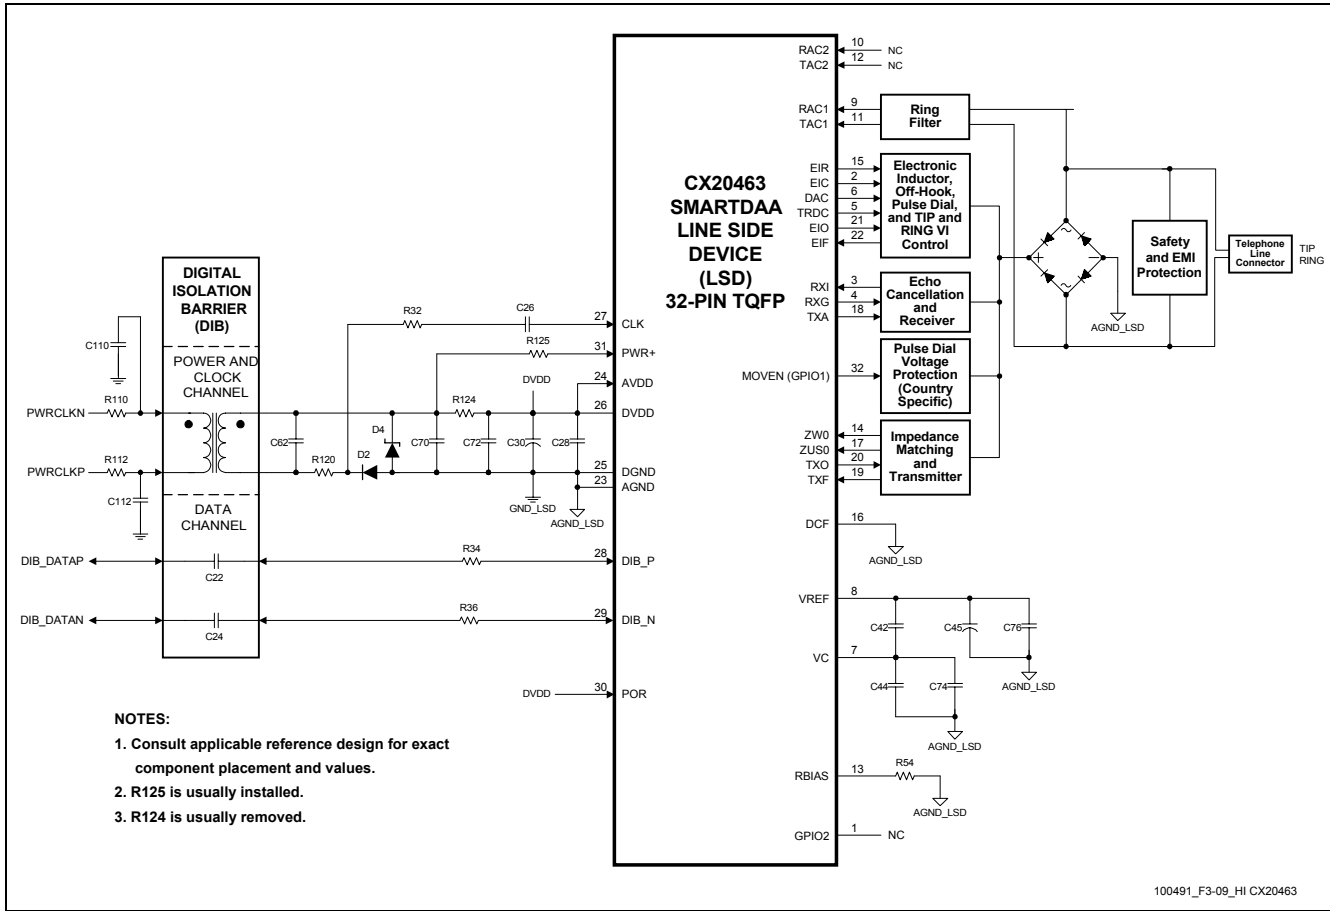 CX20463
SMARTDAA
LINE SIDE
DEVICE
(LSD)
32-PIN TQFP
DIGITAL
ISOLATION
BARRIER
(DIB)
POWER AND
CLOCK
CHANNEL
DATA
CHANNEL
C110
R110
PWRCLKN
R112
PWRCLKP
C112
DIB_DATAP
C22
DIB_DATAN
C24
R32
C26
27
CLK
R125
31
PWR+
DVDD
24
AVDD
R124
26
DVDD
C62
R120
D2
D4
C70
C72
C30
C28
25
DGND
23
AGND
GND_LSD
AGND_LSD
R34
28
DIB_P
R36
29
DIB_N
DVDD
30
POR
RAC2
10
NC
TAC2
12
NC
RAC1
9
TAC1
11
Ring
Filter
EIR
15
EIC
2
DAC
6
TRDC
5
EIO
21
EIF
22
Electronic
Inductor,
Off-Hook,
Pulse Dial,
and TIP and
RING VI
Control
RXI
3
RXG
4
TXA
18
Echo
Cancellation
and
Receiver
MOVEN (GPIO1)
32
Pulse Dial
Voltage
Protection
(Country
Specific)
ZW0
14
ZUS0
17
TXO
20
TXF
19
Impedance
Matching
and
Transmitter
~
+
-
~
AGND_LSD
Safety
and EMI
Protection
Telephone
Line
Connector
TIP
RING
DCF
16
AGND_LSD
VREF
8
C42
C45
C76
AGND_LSD
VC
7
C44
C74
AGND_LSD
RBIAS
13
R54
AGND_LSD
GPIO2
1
NC
NOTES:
1. Consult applicable reference design for exact
component placement and values.
2. R125 is usually installed.
3. R124 is usually removed.
100491_F3-09_HI CX20463